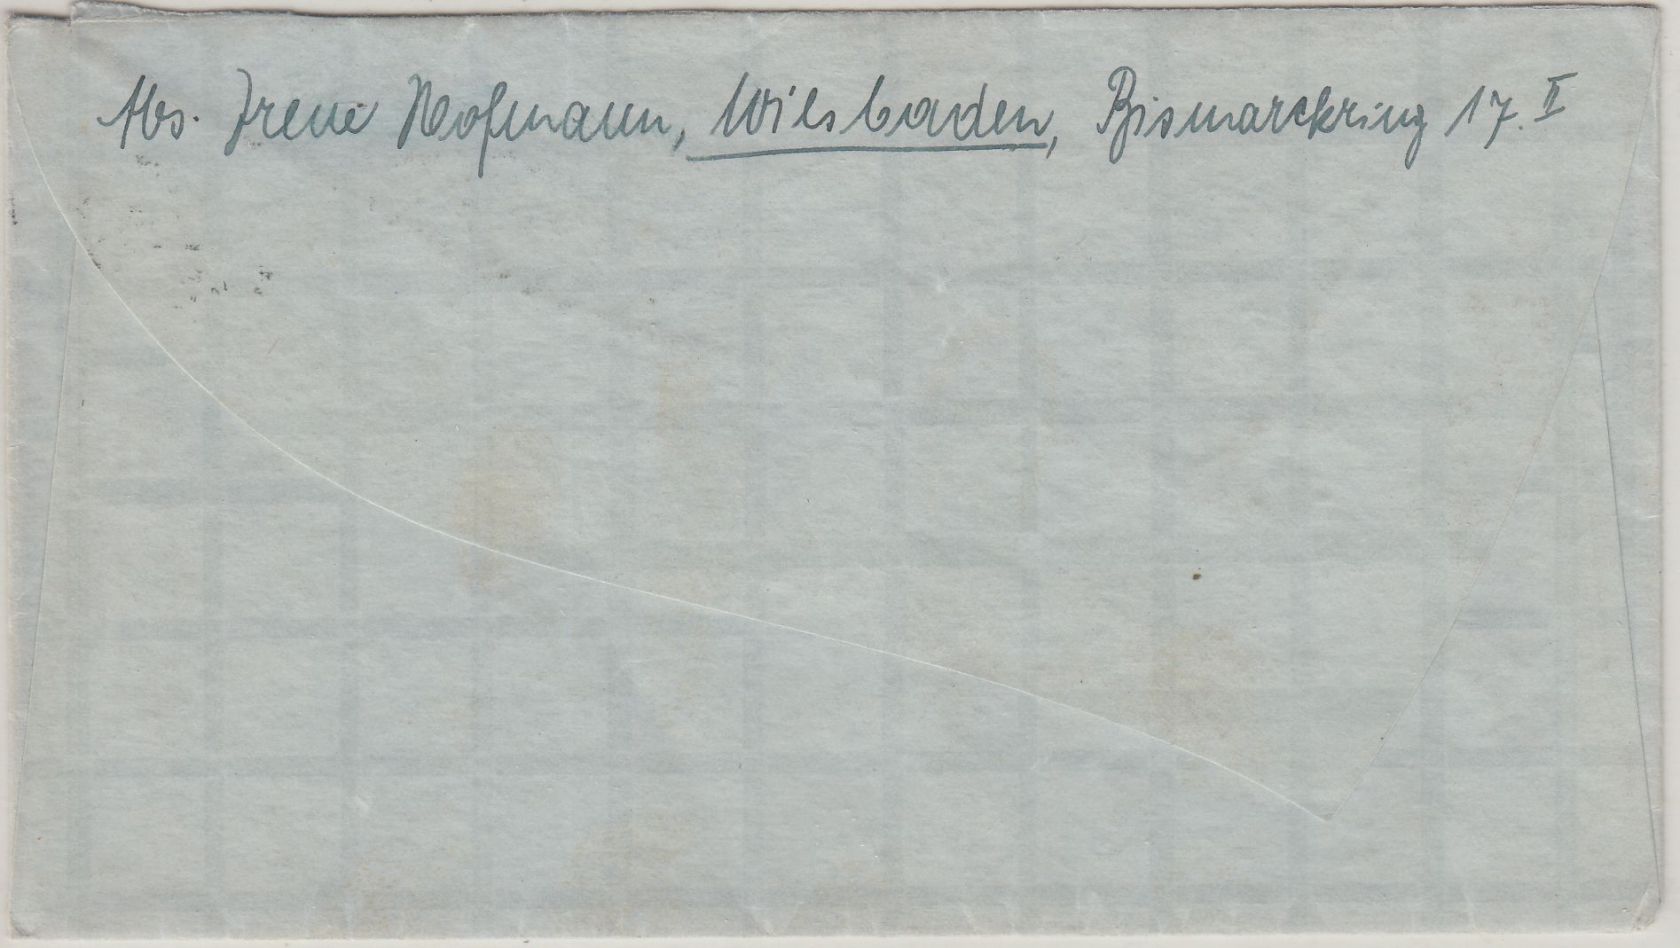 Abs. Irene Hofmann, Wiesbaden, Bismarckring 17. II